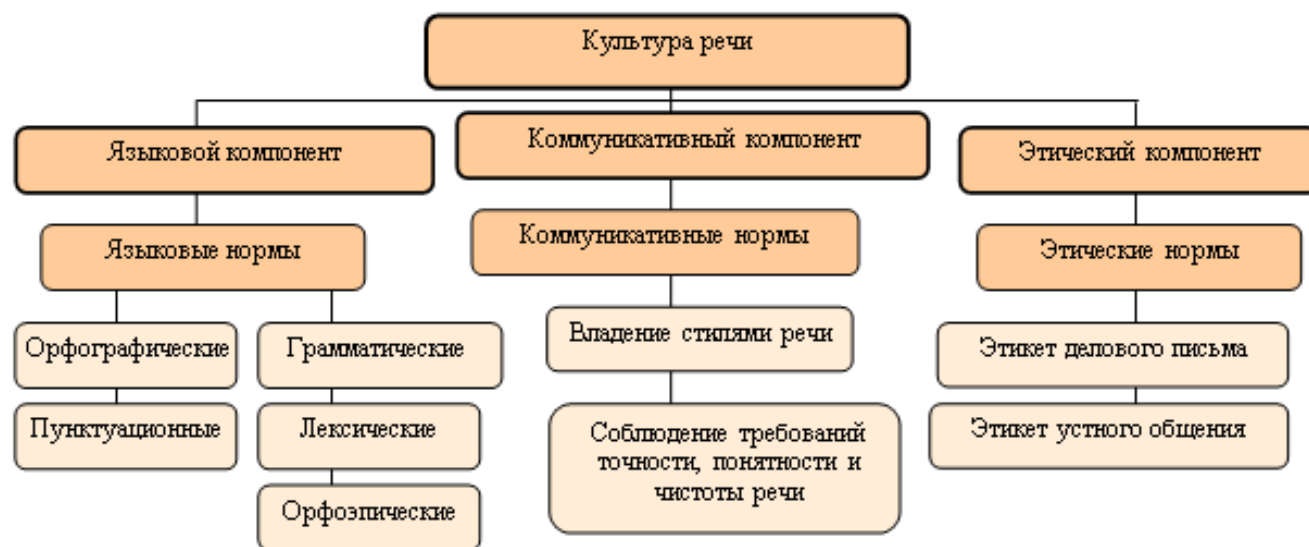 Культура речи
Языковой компонент
Коммуникативный компонент
Этический компонент
Языковые нормы
Коммуникативные нормы
Этические нормы
Орфографические
Грамматические
Владение стилями речи
Этикет делового письма
Пунктуационные
Лексические
Соблюдение требований
точности, понятности и
чистоты речи
Этикет устного общения
Орфоэпические